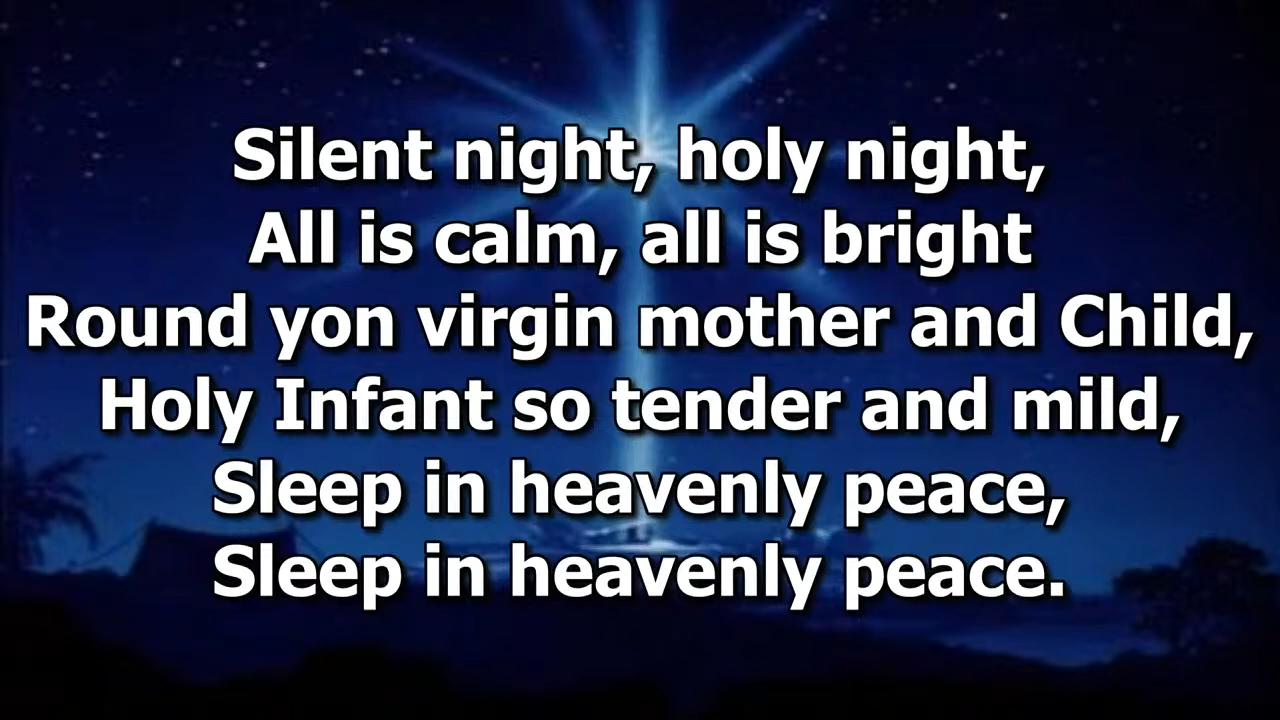 Silent night, holy night,
All is calm, all is bright
Round yon virgin mother and Child,
Holy Infant so tender and mild,
Sleep in heavenly peace,
Sleep in heavenly peace.